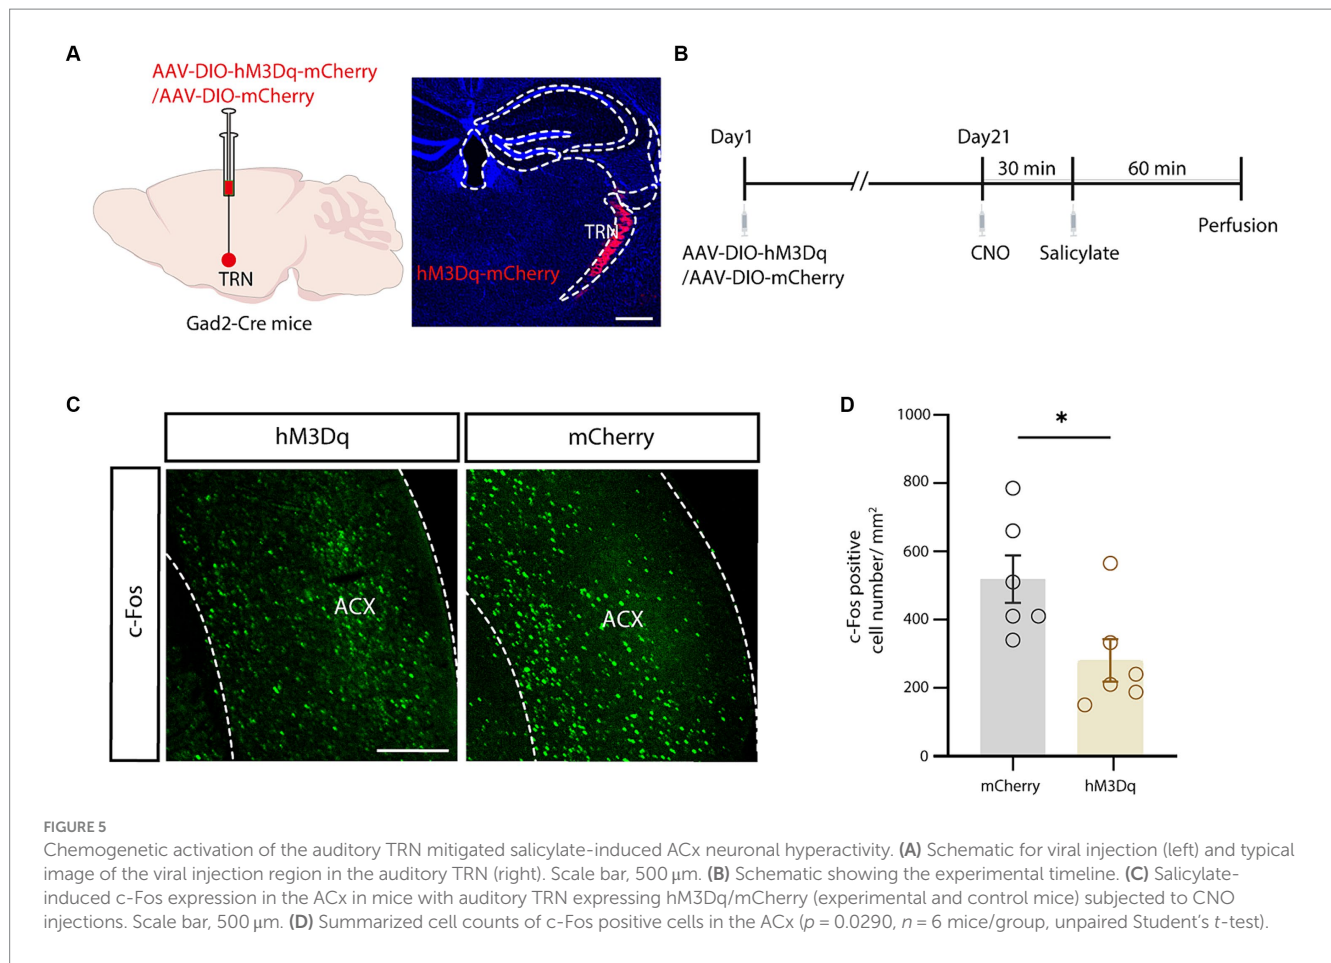 A
AAV-DIO-hM3Dq-mCherry
/AAV-DIO-mCherry
TRN
Gad2-Cre mice
TRN
hM3Dq-mCherry
B
Day1
Day21
30 min
60 min
//
CNO
Salicylate
Perfusion
AAV-DIO-hM3Dq
/AAV-DIO-mCherry
C
hM3Dq
mCherry
c-Fos
ACX
ACX
D
c-Fos positive
cell number/ mm²
1000
800
600
400
200
0
*
mCherry
hM3Dq
FIGURE 5
Chemogenetic activation of the auditory TRN mitigated salicylate-induced ACx neuronal hyperactivity. (A) Schematic for viral injection (left) and typical
image of the viral injection region in the auditory TRN (right). Scale bar, 500 μm. (B) Schematic showing the experimental timeline. (C) Salicylate-
induced c-Fos expression in the ACx in mice with auditory TRN expressing hM3Dq/mCherry (experimental and control mice) subjected to CNO
injections. Scale bar, 500 μm. (D) Summarized cell counts of c-Fos positive cells in the ACx (p = 0.0290, n = 6 mice/group, unpaired Student's t-test).